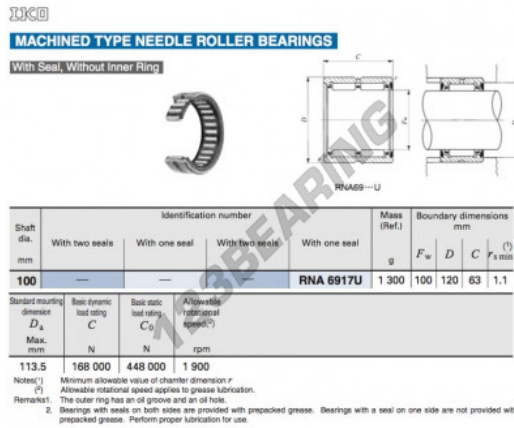 IKO
MACHINED TYPE NEEDLE ROLLER BEARINGS
With Seal, Without Inner Ring
C
D
Fw
RNA69···U
123BEARING
Shaft dia. mm
Identification number
Mass (Ref.) g
Boundary dimensions mm
With two seals With one seal With two seals With one seal
Fw D C rs min (1)
100 — — — RNA 6917U 1 300 100 120 63 1.1
Standard mounting dimension Da Max. mm
Basic dynamic load rating C N
Basic static load rating C0 N
Allowable rotational speed(2) rpm
113.5 168 000 448 000 1 900
Notes(1) Minimum allowable value of chamfer dimension r
(2) Allowable rotational speed applies to grease lubrication.
Remarks1. The outer ring has an oil groove and an oil hole.
2. Bearings with seals on both sides are provided with prepacked grease. Bearings with a seal on one side are not provided wit
prepacked grease. Perform proper lubrication for use.